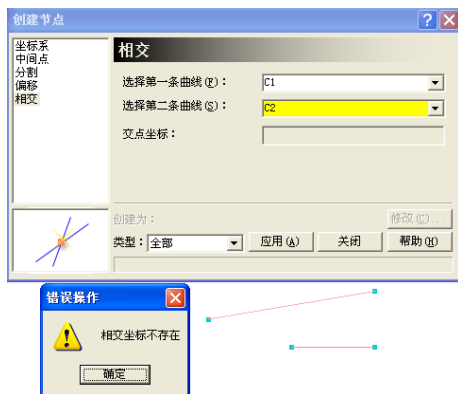 创建节点
坐标系
中间点
分割
偏移
相交
相交
选择第一条曲线(F)： C1
选择第二条曲线(S)： C2
交点坐标：
创建为：
修改(C)...
类型： 全部 应用(A) 关闭 帮助(H)
错误操作
相交坐标不存在
确定